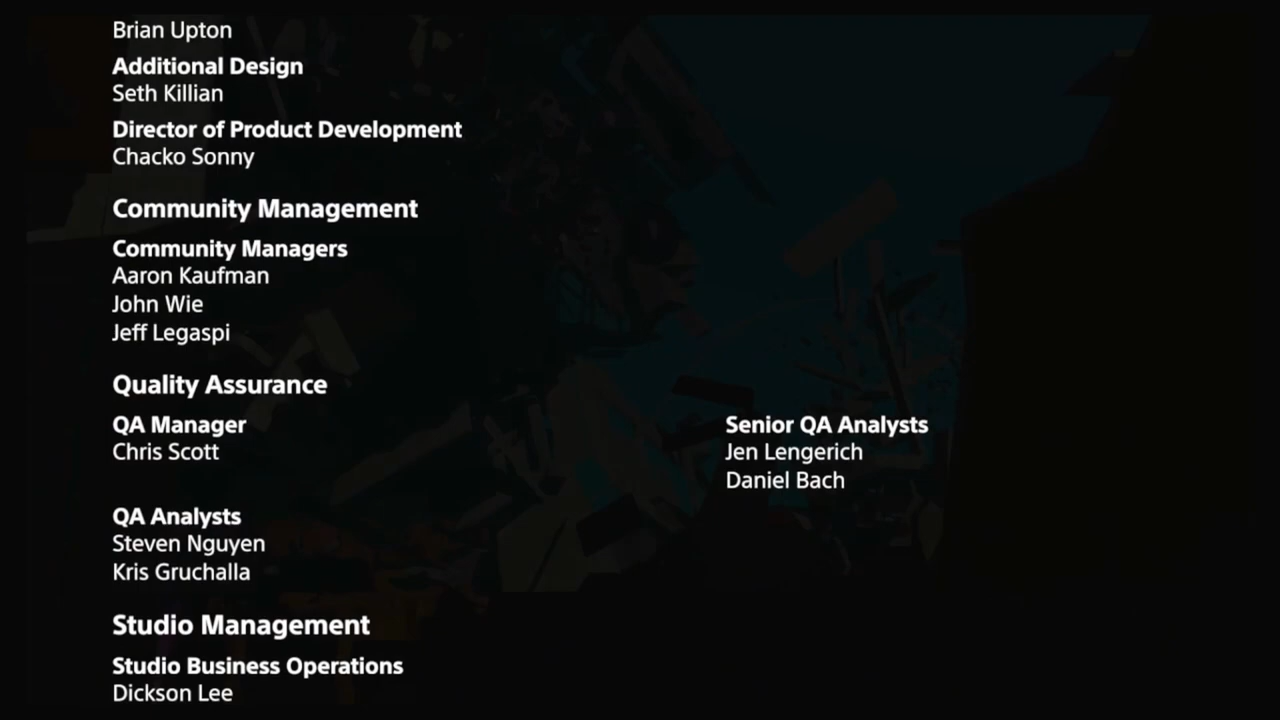 Brian Upton
Additional Design
Seth Killian
Director of Product Development
Chacko Sonny
Community Management
Community Managers
Aaron Kaufman
John Wie
Jeff Legaspi
Quality Assurance
QA Manager
Chris Scott
Senior QA Analysts
Jen Lengerich
Daniel Bach
QA Analysts
Steven Nguyen
Kris Gruchalla
Studio Management
Studio Business Operations
Dickson Lee